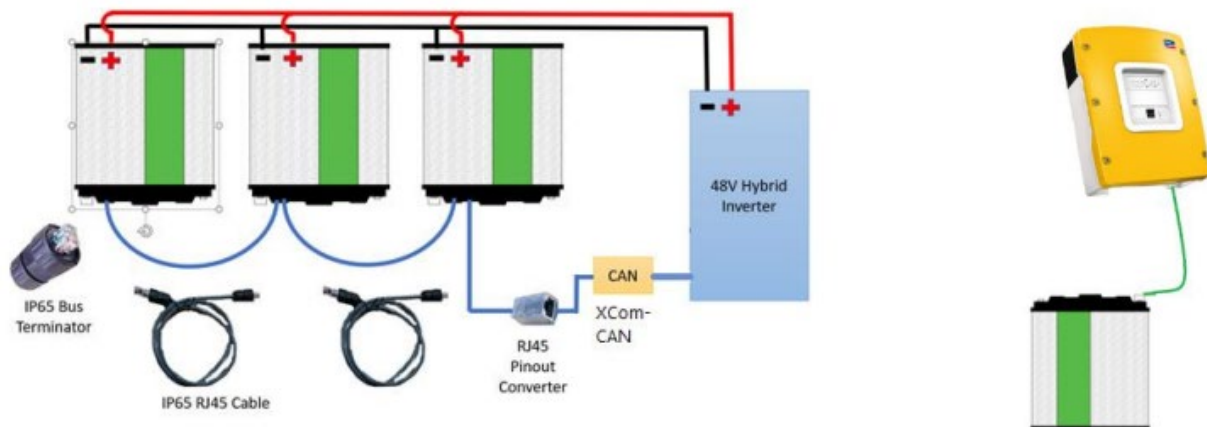 - +
- +
- +
- +
48V Hybrid
Inverter
IP65 Bus
Terminator
IP65 RJ45 Cable
RJ45
Pinout
Converter
CAN
XCom-
CAN